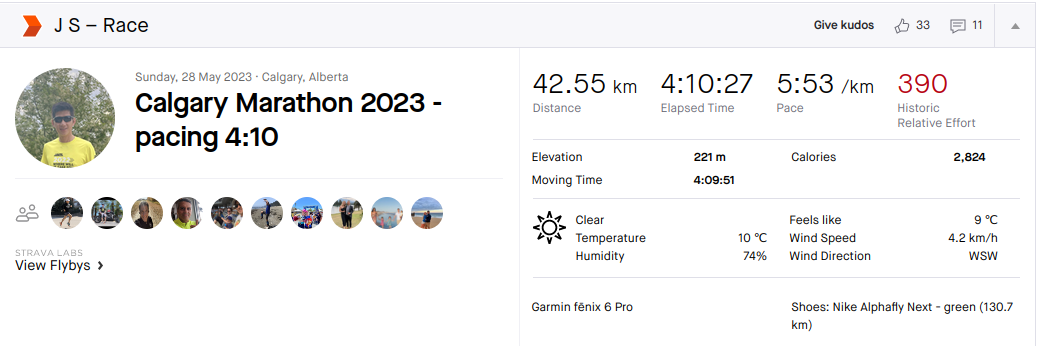 J S – Race
Give kudos 33 11
Sunday, 28 May 2023 · Calgary, Alberta
Calgary Marathon 2023 -
pacing 4:10
STRAVA LABS
View Flybys
42.55 km 4:10:27 5:53 /km 390
Distance Elapsed Time Pace Historic
Relative Effort
Elevation 221 m Calories 2,824
Moving Time 4:09:51
Clear Feels like 9 ℃
Temperature 10 ℃ Wind Speed 4.2 km/h
Humidity 74% Wind Direction WSW
Garmin fēnix 6 Pro Shoes: Nike Alphafly Next - green (130.7
km)